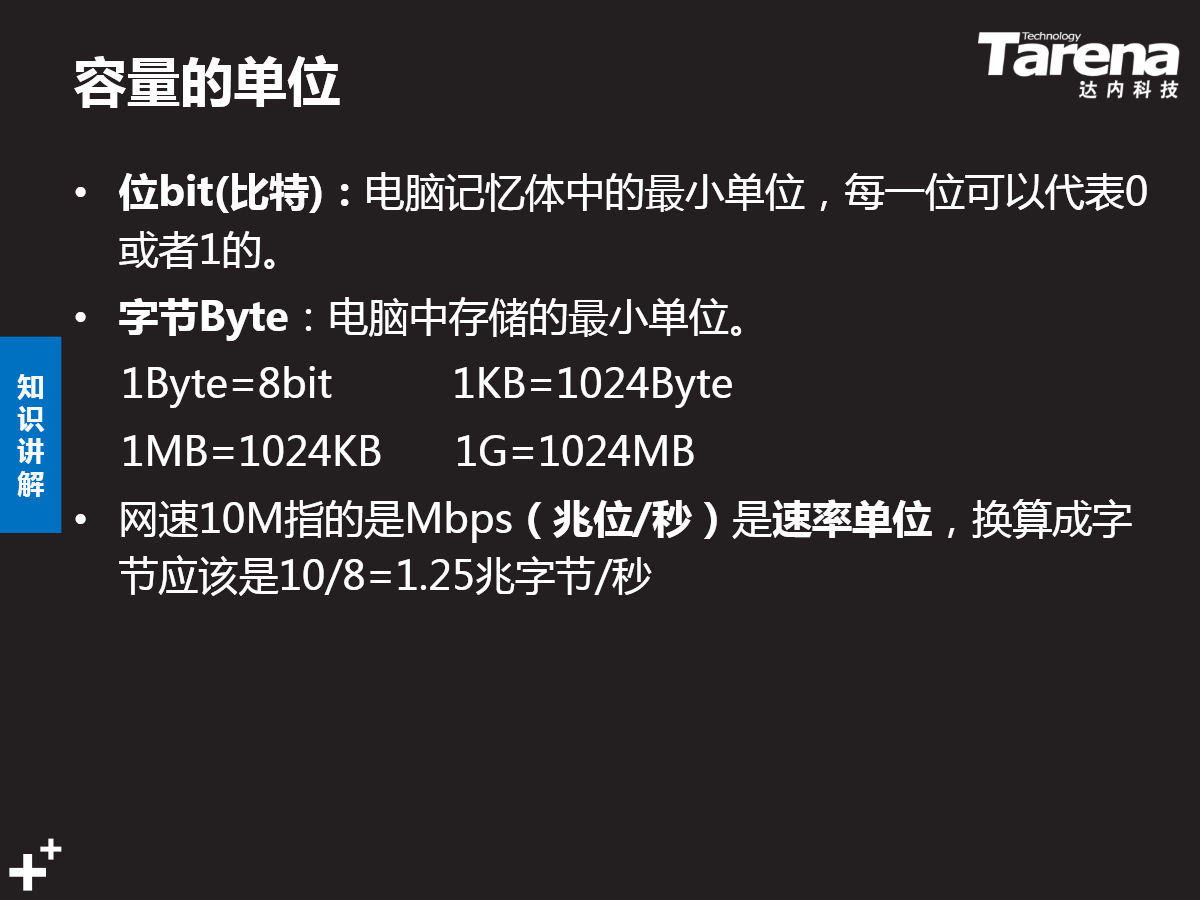 容量的单位
Technology
Tarena
达内科技
• 位bit(比特)：电脑记忆体中的最小单位，每一位可以代表0
或者1的。
• 字节Byte：电脑中存储的最小单位。
1Byte=8bit 1KB=1024Byte
1MB=1024KB 1G=1024MB
知识讲解
• 网速10M指的是Mbps（兆位/秒）是速率单位，换算成字
节应该是10/8=1.25兆字节/秒